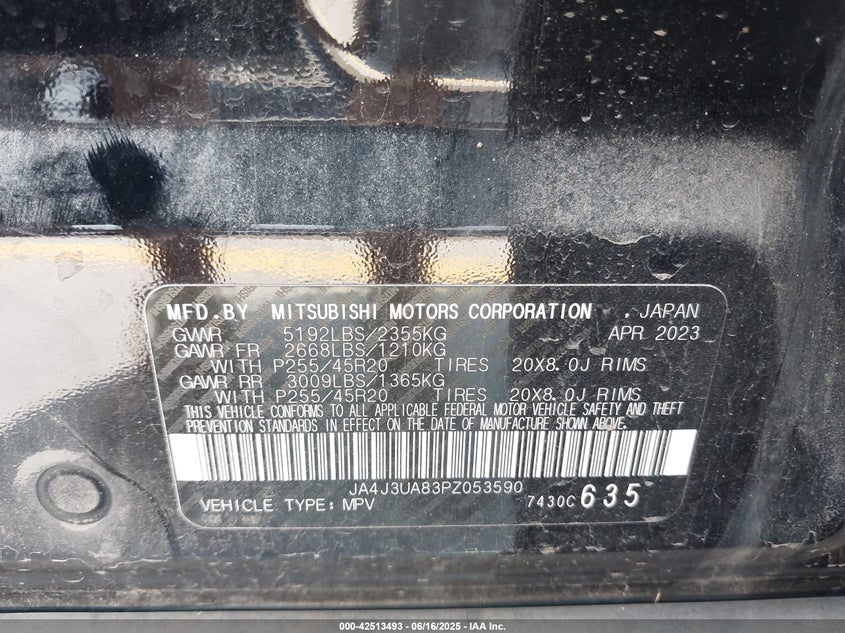 MFD.BY MITSUBISHI MOTORS CORPORATION , JAPAN
GVWR 5192LBS/2355KG APR 2023
GAWR FR 2668LBS/1210KG
WITH P255/45R20 TIRES 20X8.0J RIMS
GAWR RR 3009LBS/1365KG
WITH P255/45R20 TIRES 20X8.0J RIMS
THIS VEHICLE CONFORMS TO ALL APPLICABLE FEDERAL MOTOR VEHICLE SAFETY AND THEFT
PREVENTION STANDARDS IN EFFECT ON THE DATE OF MANUFACTURE SHOWN ABOVE.
JA4J3UA83PZ053590
VEHICLE TYPE: MPV 7430C 635
000-42513493 - 06/16/2025 - IAA Inc.